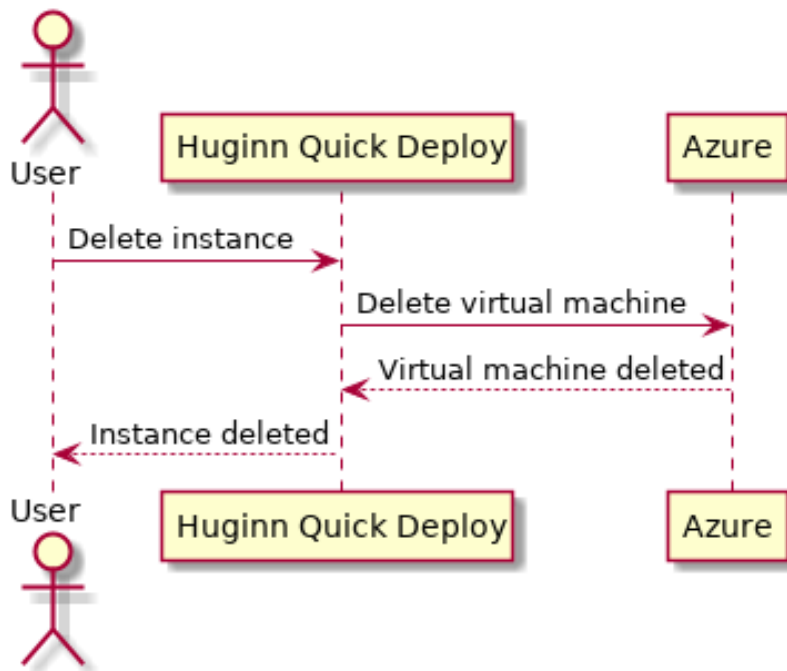 User
Huginn Quick Deploy
Azure
Delete instance
Delete virtual machine
Virtual machine deleted
Instance deleted
User
Huginn Quick Deploy
Azure